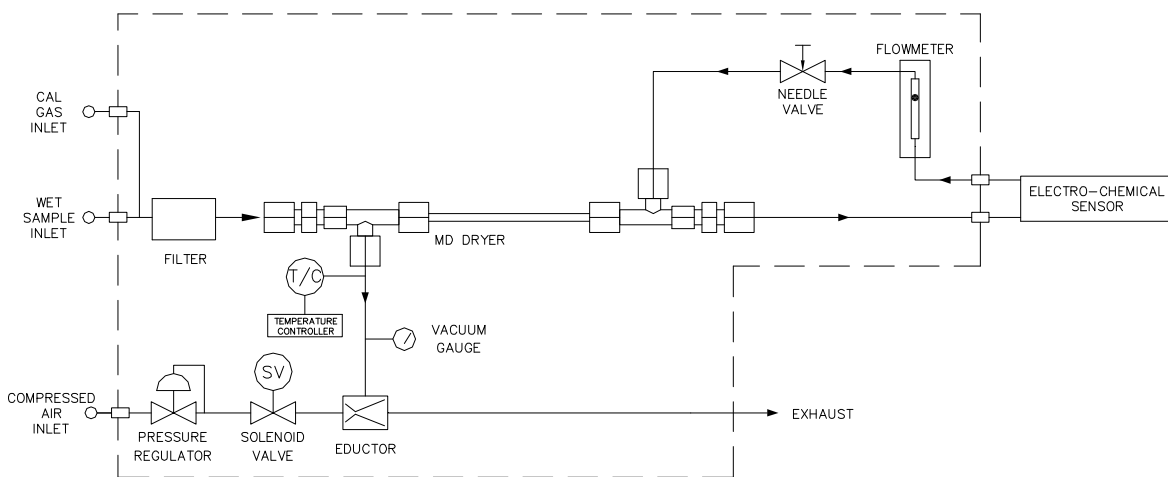 FLOWMETER
NEEDLE
VALVE
CAL
GAS
INLET
WET
SAMPLE
INLET
FILTER
MD DRYER
ELECTRO-CHEMICAL
SENSOR
T/C
TEMPERATURE
CONTROLLER
VACUUM
GAUGE
SV
COMPRESSED
AIR
INLET
PRESSURE
REGULATOR
SOLENOID
VALVE
EDUCTOR
EXHAUST